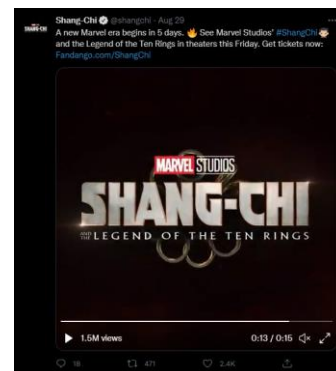 Shang-Chi @shangchi · Aug 29
A new Marvel era begins in 5 days. See Marvel Studios' #ShangChi
and the Legend of the Ten Rings in theaters this Friday. Get tickets now:
Fandango.com/ShangChi
MARVEL STUDIOS
SHANG-CHI
AND THE LEGEND OF THE TEN RINGS
1.5M views
0:13 / 0:15
18
471
2.4K